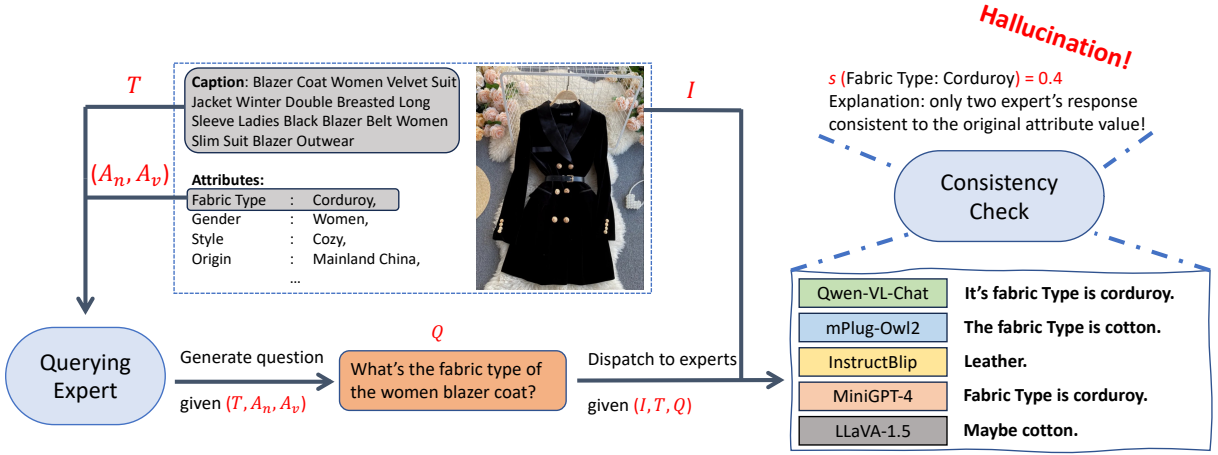 Hallucination!
T
Caption: Blazer Coat Women Velvet Suit
Jacket Winter Double Breasted Long
Sleeve Ladies Black Blazer Belt Women
Slim Suit Blazer Outwear
I
s (Fabric Type: Corduroy) = 0.4
Explanation: only two expert's response
consistent to the original attribute value!
(Aₙ, Aᵥ)
Attributes:
Fabric Type : Corduroy,
Gender : Women,
Style : Cozy,
Origin : Mainland China,
...
Consistency
Check
Querying
Expert
Generate question
given (T, Aₙ, Aᵥ)
Q
What's the fabric type of
the women blazer coat?
Dispatch to experts
given (I, T, Q)
Qwen-VL-Chat It's fabric Type is corduroy.
mPlug-Owl2 The fabric Type is cotton.
InstructBlip Leather.
MiniGPT-4 Fabric Type is corduroy.
LLaVA-1.5 Maybe cotton.